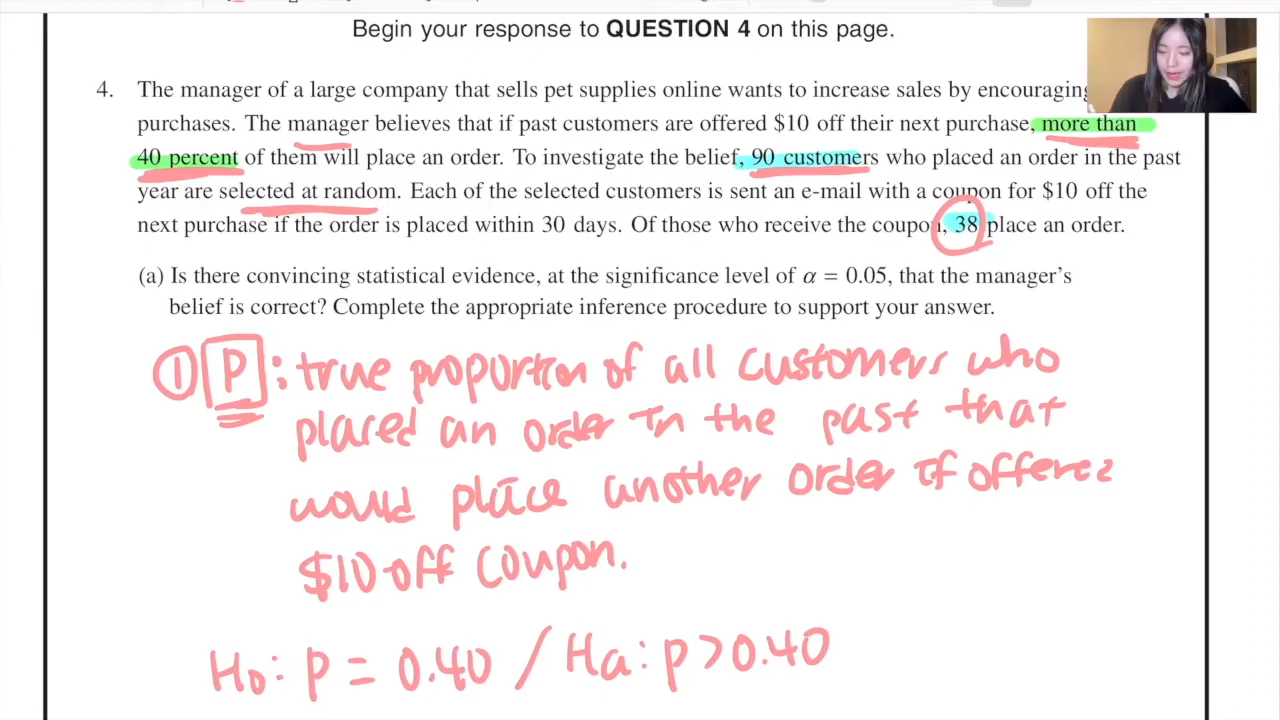 Begin your response to QUESTION 4 on this page.
4. The manager of a large company that sells pet supplies online wants to increase sales by encouraging
purchases. The manager believes that if past customers are offered $10 off their next purchase, more than
40 percent of them will place an order. To investigate the belief, 90 customers who placed an order in the past
year are selected at random. Each of the selected customers is sent an e-mail with a coupon for $10 off the
next purchase if the order is placed within 30 days. Of those who receive the coupon, 38 place an order.
(a) Is there convincing statistical evidence, at the significance level of α = 0.05, that the manager's
belief is correct? Complete the appropriate inference procedure to support your answer.
① P : true proportion of all customers who
placed an order in the past that
would place another order if offered
$10 off coupon.
H₀: p = 0.40 / Ha: p > 0.40